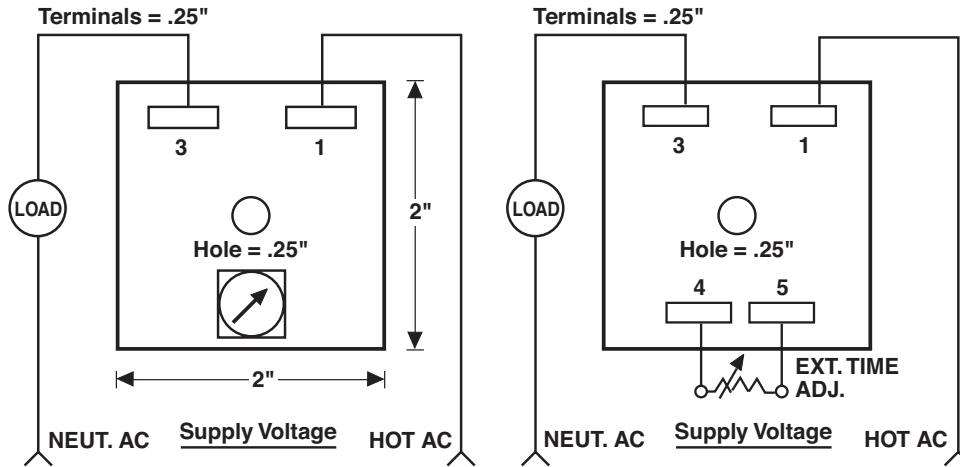 Terminals = .25"
3 1
LOAD
2"
Hole = .25"
2"
NEUT. AC Supply Voltage HOT AC
Terminals = .25"
3 1
LOAD
Hole = .25"
4 5
EXT. TIME
ADJ.
NEUT. AC Supply Voltage HOT AC